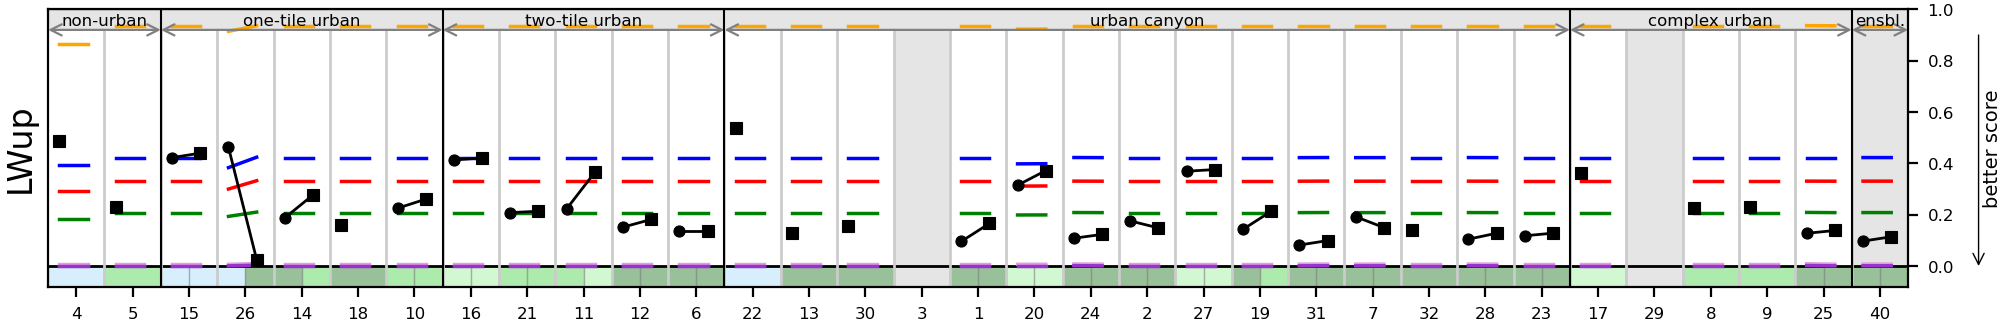 non-urban one-tile urban two-tile urban urban canyon complex urban ensbl.
LWup
1.0
0.8
0.6
0.4
0.2
0.0
better score
4 5 15 26 14 18 10 16 21 11 12 6 22 13 30 3 1 20 24 2 27 19 31 7 32 28 23 17 29 8 9 25 40